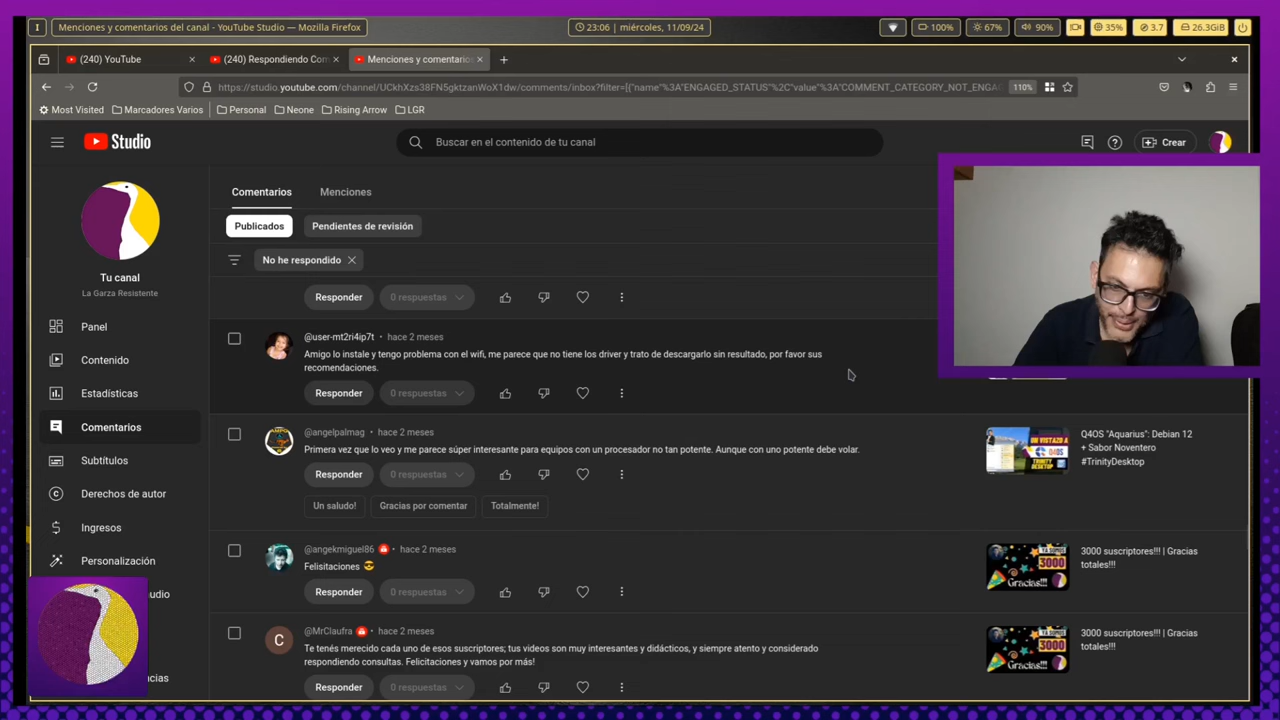 I
Menciones y comentarios del canal - YouTube Studio — Mozilla Firefox
23:06 | miércoles, 11/09/24
100%
67%
90%
35%
3.7
26.3GiB
(240) YouTube
(240) Respondiendo Com
Menciones y comentarios
https://studio.youtube.com/channel/UCkhXzs38FN5gktzanWoX1dw/comments/inbox?filter=[{"name"%3A"ENGAGED_STATUS"%2C"value"%3A"COMMENT_CATEGORY_NOT_ENGA
110%
Most Visited
Marcadores Varios
Personal
Neone
Rising Arrow
LGR
Studio
Buscar en el contenido de tu canal
Crear
Tu canal
La Garza Resistente
Panel
Contenido
Estadísticas
Comentarios
Subtítulos
Derechos de autor
Ingresos
Personalización
Comentarios
Menciones
Publicados
Pendientes de revisión
No he respondido
Responder
0 respuestas
@user-mt2ri4ip7t • hace 2 meses
Amigo lo instale y tengo problema con el wifi, me parece que no tiene los driver y trato de descargarlo sin resultado, por favor sus
recomendaciones.
Responder
0 respuestas
@angelpalmag • hace 2 meses
Primera vez que lo veo y me parece súper interesante para equipos con un procesador no tan potente. Aunque con uno potente debe volar.
Responder
0 respuestas
Un saludo!
Gracias por comentar
Totalmente!
Q4OS "Aquarius": Debian 12
+ Sabor Noventero
#TrinityDesktop
@angekmiguel86 • hace 2 meses
Felisitaciones 😎
Responder
0 respuestas
3000 suscriptores!!! | Gracias
totales!!!
C
@MrClaufra • hace 2 meses
Te tenés merecido cada uno de esos suscriptores; tus videos son muy interesantes y didácticos, y siempre atento y considerado
respondiendo consultas. Felicitaciones y vamos por más!
Responder
0 respuestas
3000 suscriptores!!! | Gracias
totales!!!